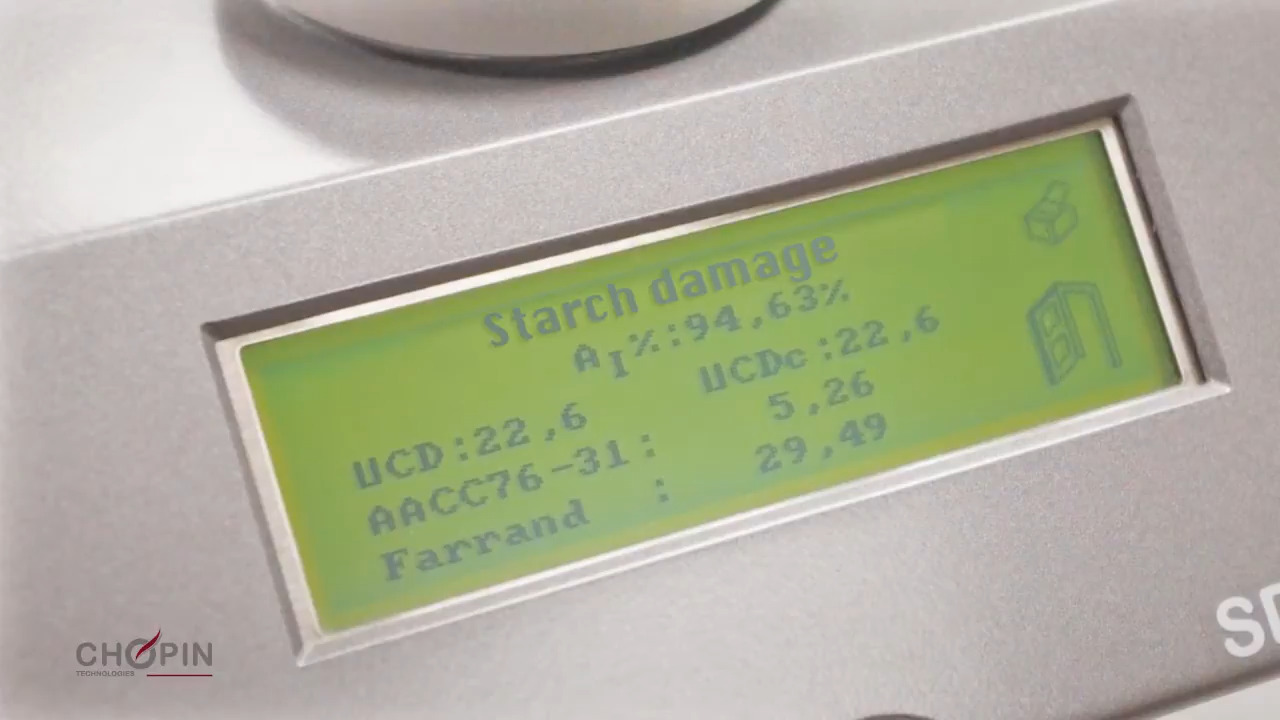 Starch damage
AI%:94,63%
UCD:22,6 UCDc:22,6
AACC76-31: 5,26
Farrand : 29,49
SD
CHOPIN
TECHNOLOGIES